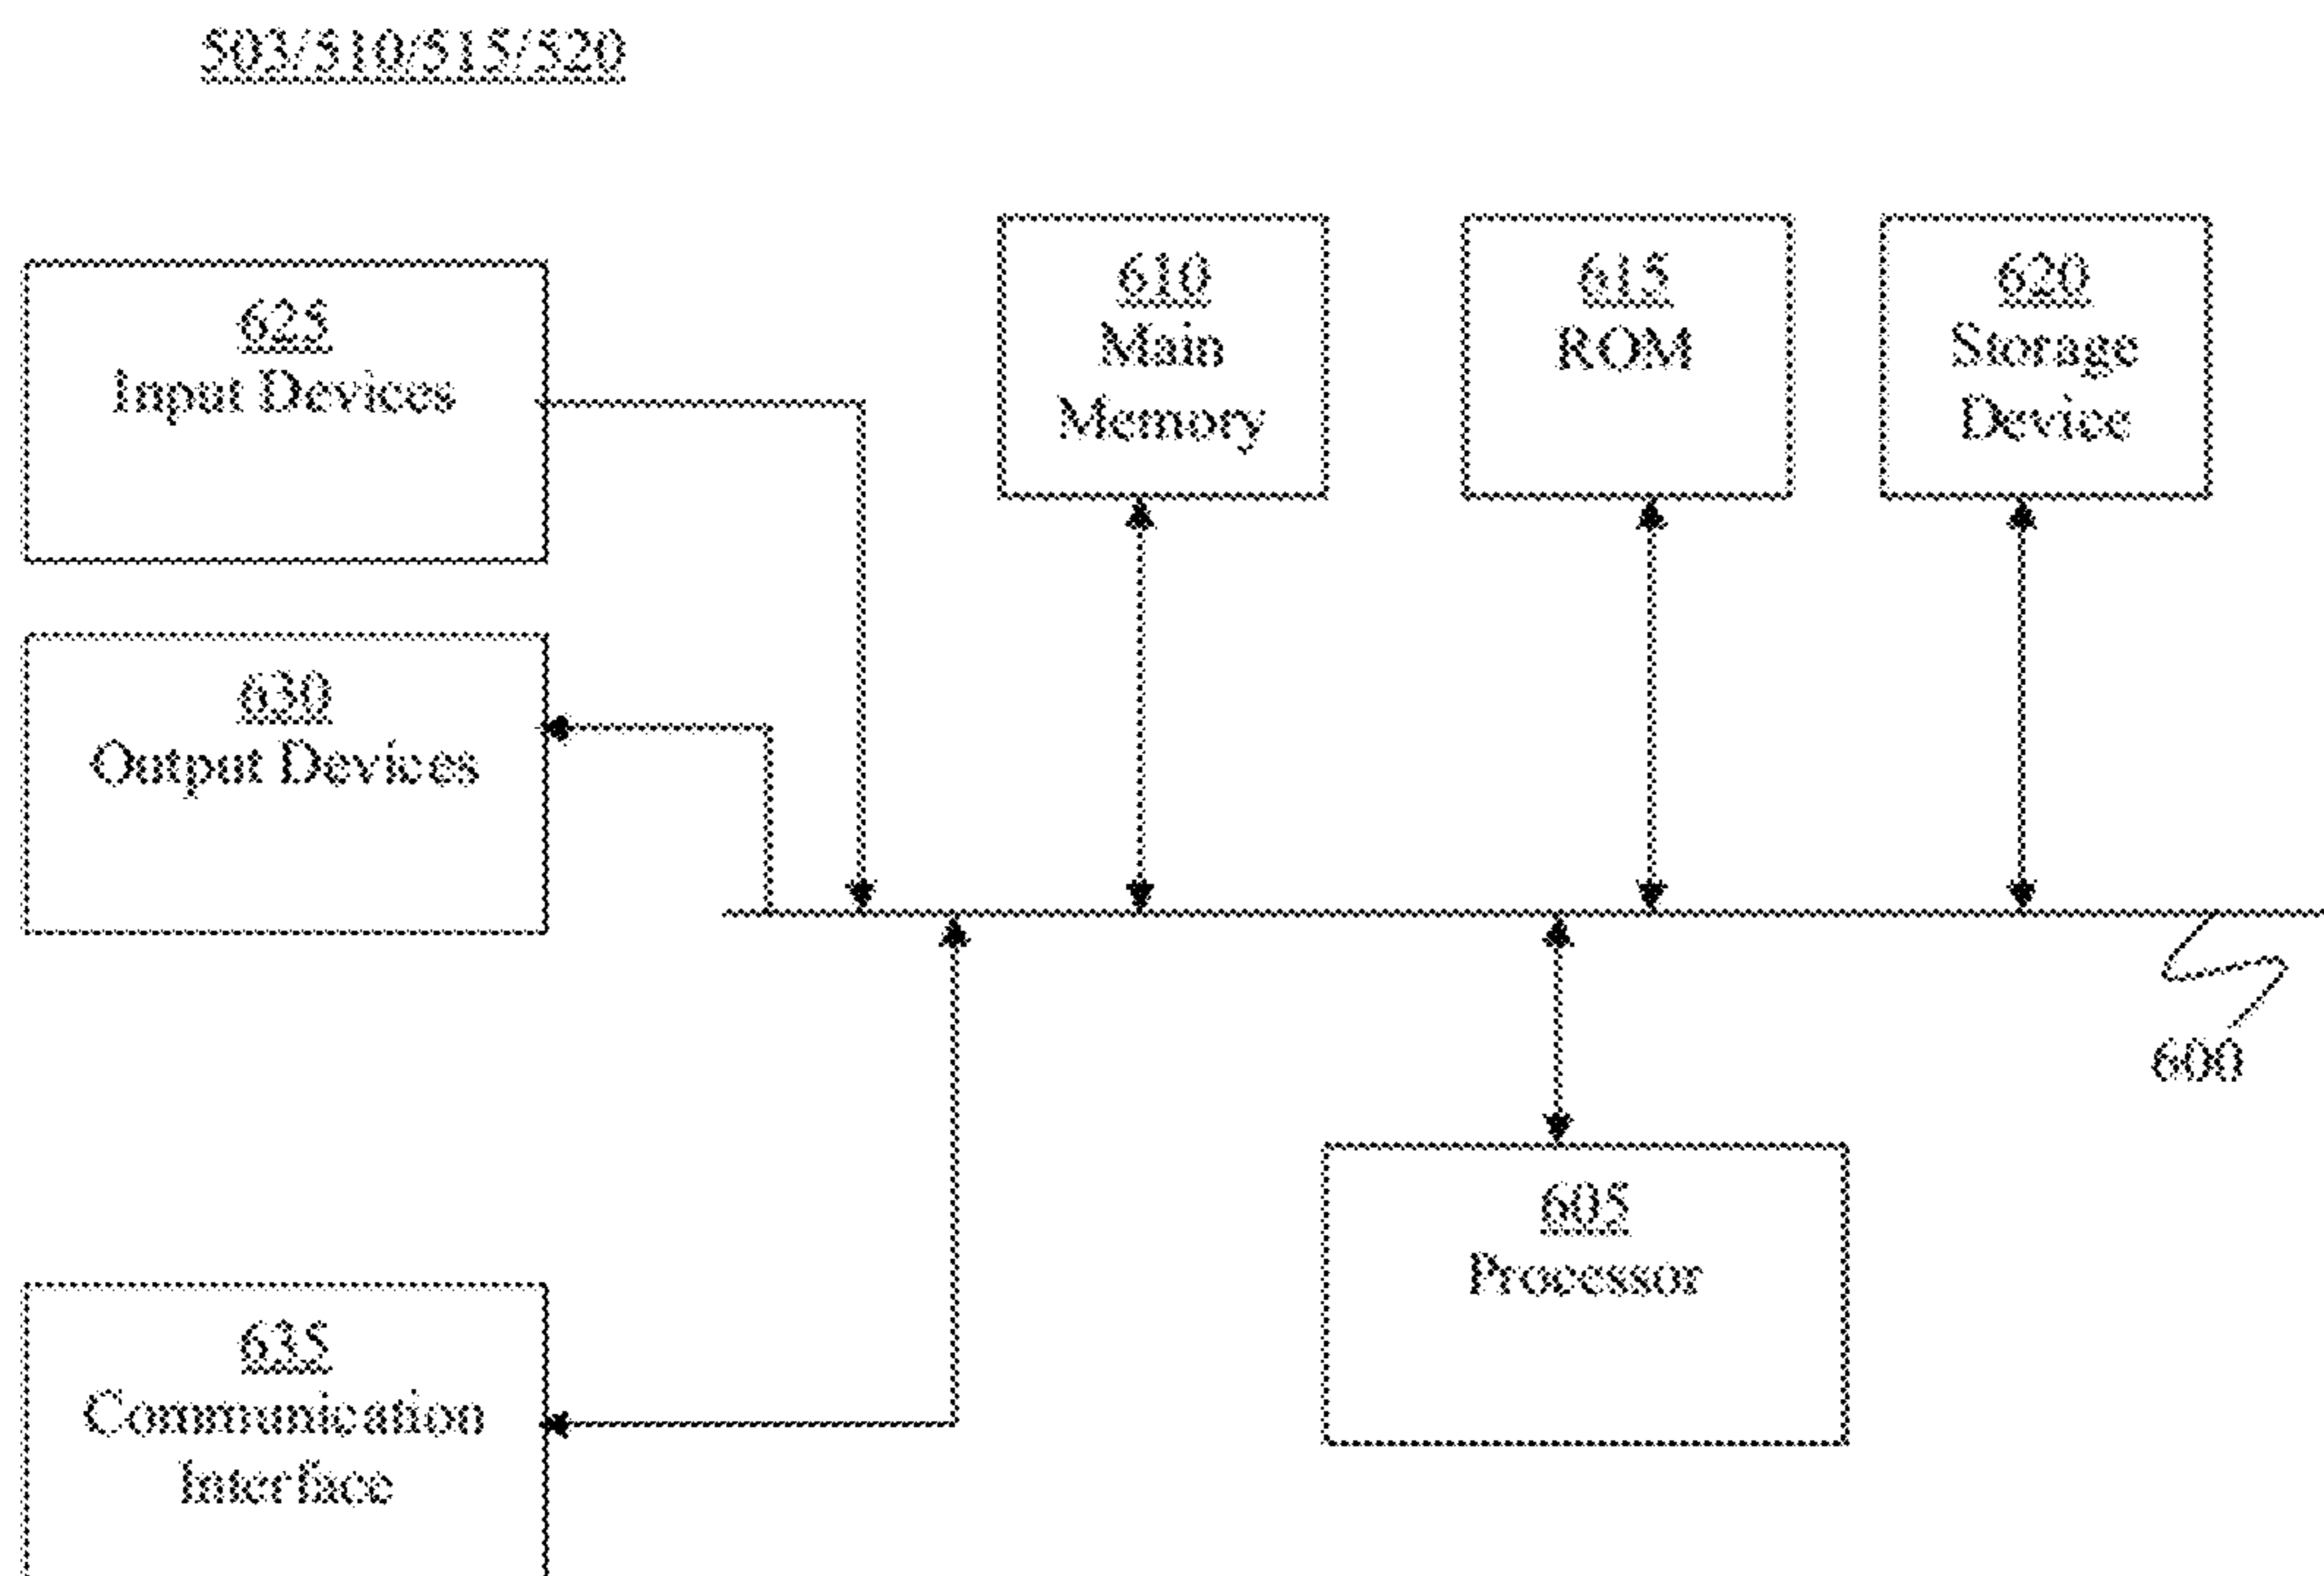 503/510/515/520
625
Input Devices
610
Main
Memory
615
ROM
620
Storage
Device
630
Output Devices
600
605
Processor
635
Communication
Interface